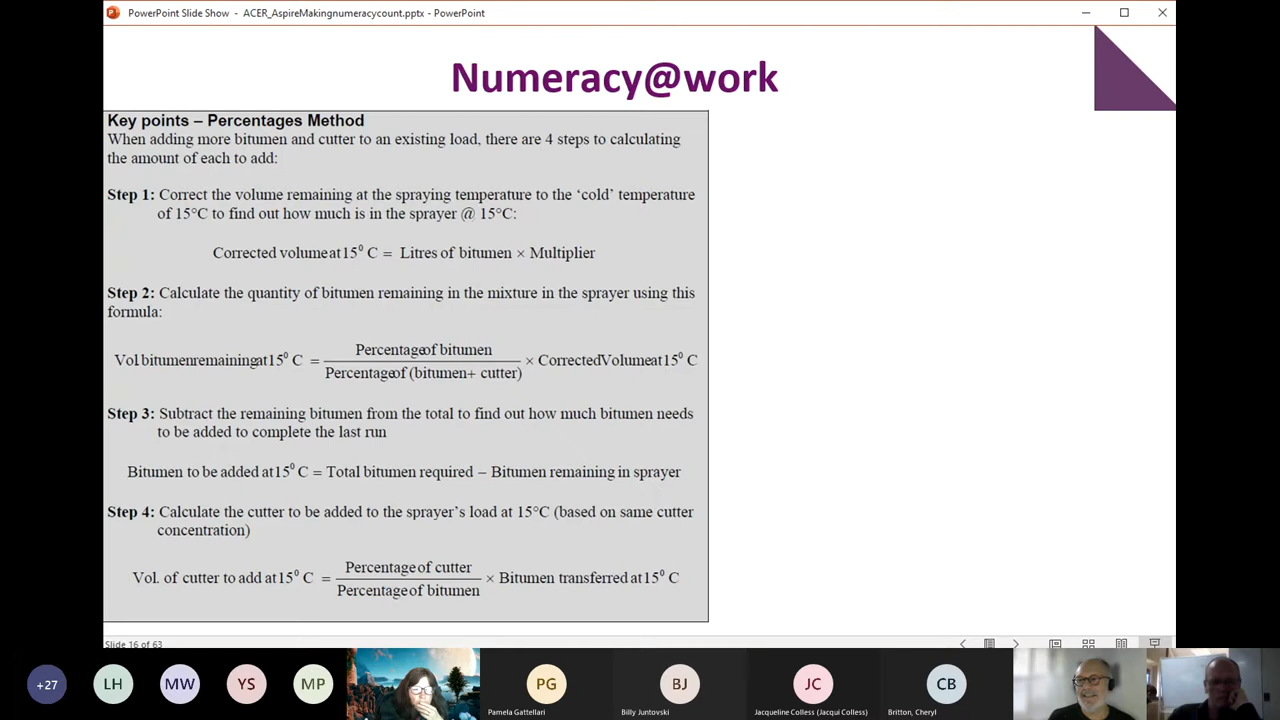 PowerPoint Slide Show - ACER_AspireMakingnumeracycount.pptx - PowerPoint
Numeracy@work
Key points – Percentages Method
When adding more bitumen and cutter to an existing load, there are 4 steps to calculating
the amount of each to add:
Step 1: Correct the volume remaining at the spraying temperature to the ‘cold’ temperature
of 15°C to find out how much is in the sprayer @ 15°C:
Corrected volume at 15⁰ C = Litres of bitumen × Multiplier
Step 2: Calculate the quantity of bitumen remaining in the mixture in the sprayer using this
formula:
Percentage of bitumen
Vol bitumen remaining at 15⁰ C = × Corrected Volume at 15⁰ C
Percentage of (bitumen + cutter)
Step 3: Subtract the remaining bitumen from the total to find out how much bitumen needs
to be added to complete the last run
Bitumen to be added at 15⁰ C = Total bitumen required – Bitumen remaining in sprayer
Step 4: Calculate the cutter to be added to the sprayer’s load at 15°C (based on same cutter
concentration)
Percentage of cutter
Vol. of cutter to add at 15⁰ C = × Bitumen transferred at 15⁰ C
Percentage of bitumen
Slide 16 of 63
+27 LH MW YS MP PG BJ JC CB
Pamela Gattellari Billy Juntovski Jacqueline Colless (Jacqui Colless) Britton, Cheryl